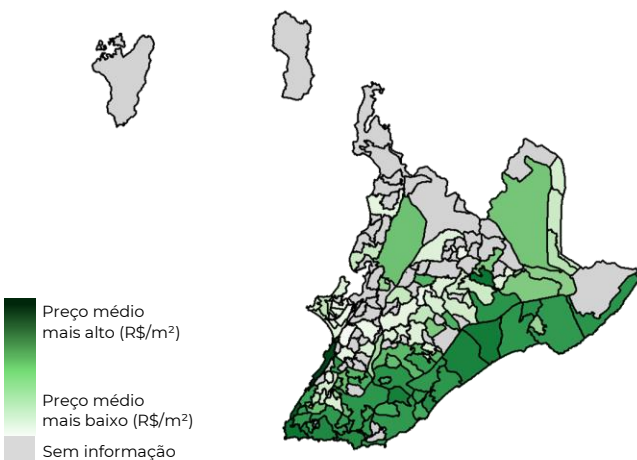 Preço médio
mais alto (R$/m²)
Preço médio
mais baixo (R$/m²)
Sem informação